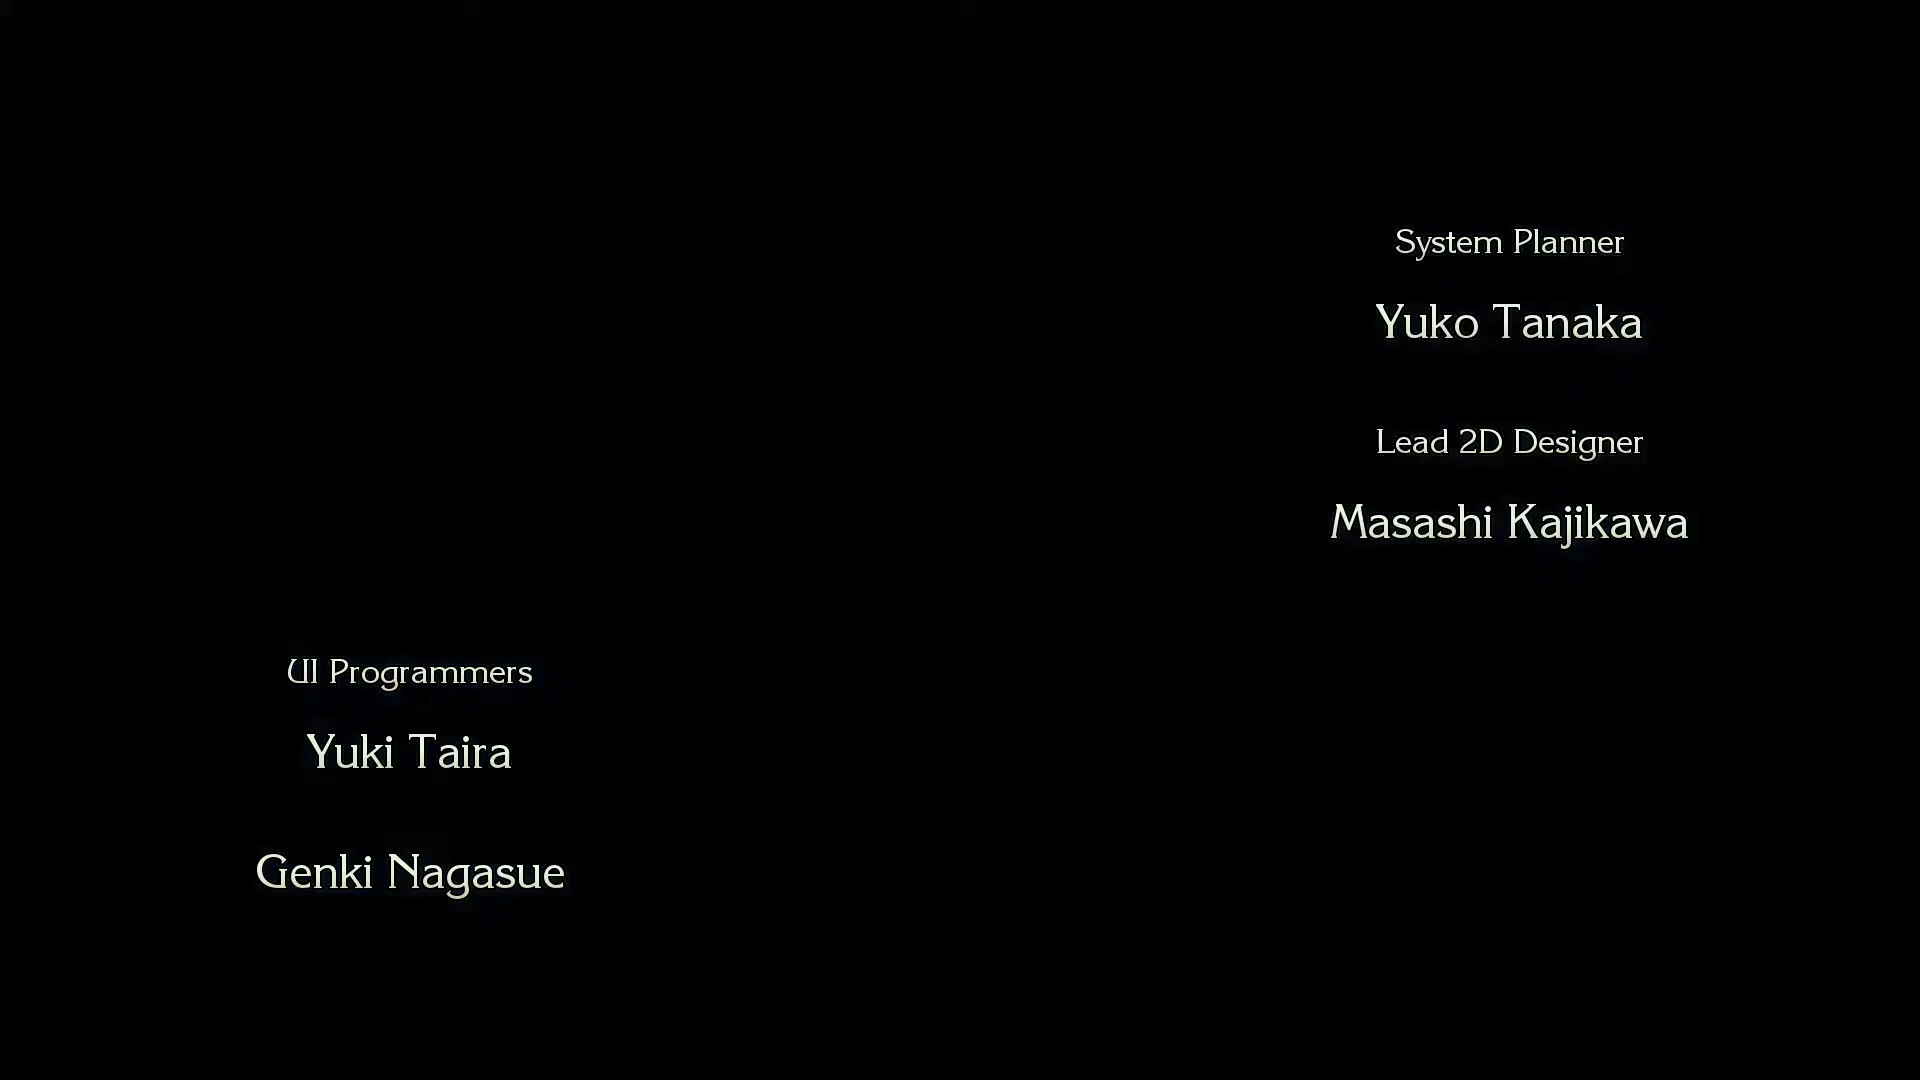 System Planner
Yuko Tanaka
Lead 2D Designer
Masashi Kajikawa
UI Programmers
Yuki Taira
Genki Nagasue